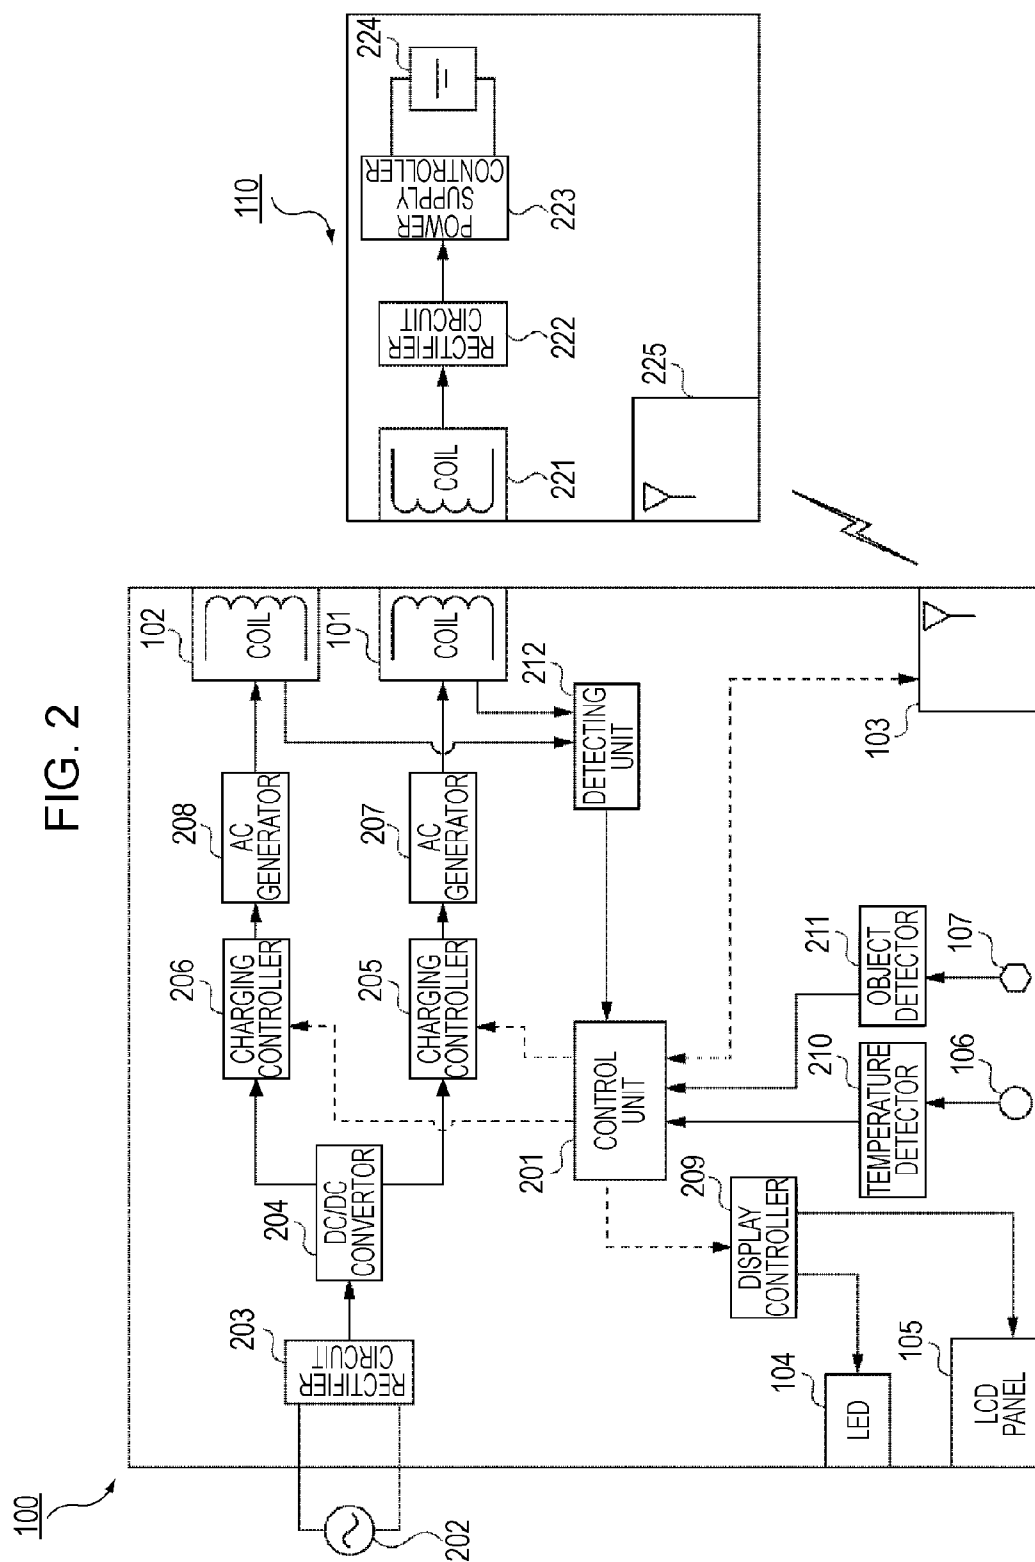 FIG. 2
100
202
203
RECTIFIER
CIRCUIT
204
DC/DC
CONVERTOR
206
CHARGING
CONTROLLER
208
AC
GENERATOR
102
COIL
205
CHARGING
CONTROLLER
207
AC
GENERATOR
101
COIL
212
DETECTING
UNIT
201
CONTROL
UNIT
209
DISPLAY
CONTROLLER
104
LED
105
LCD
PANEL
210
TEMPERATURE
DETECTOR
106
211
OBJECT
DETECTOR
107
103
110
221
COIL
222
RECTIFIER
CIRCUIT
223
POWER
SUPPLY
CONTROLLER
224
225